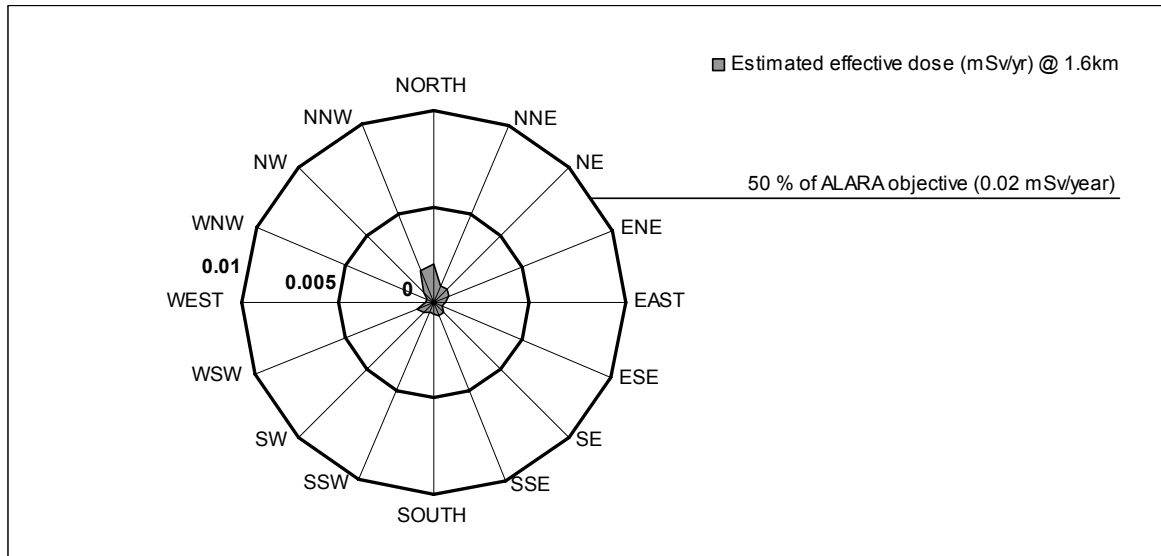 Estimated effective dose (mSv/yr) @ 1.6km
NORTH
NNW
NNE
NW
NE
50 % of ALARA objective (0.02 mSv/year)
WNW
ENE
0.01
0.005
0
WEST
EAST
WSW
ESE
SW
SE
SSW
SSE
SOUTH